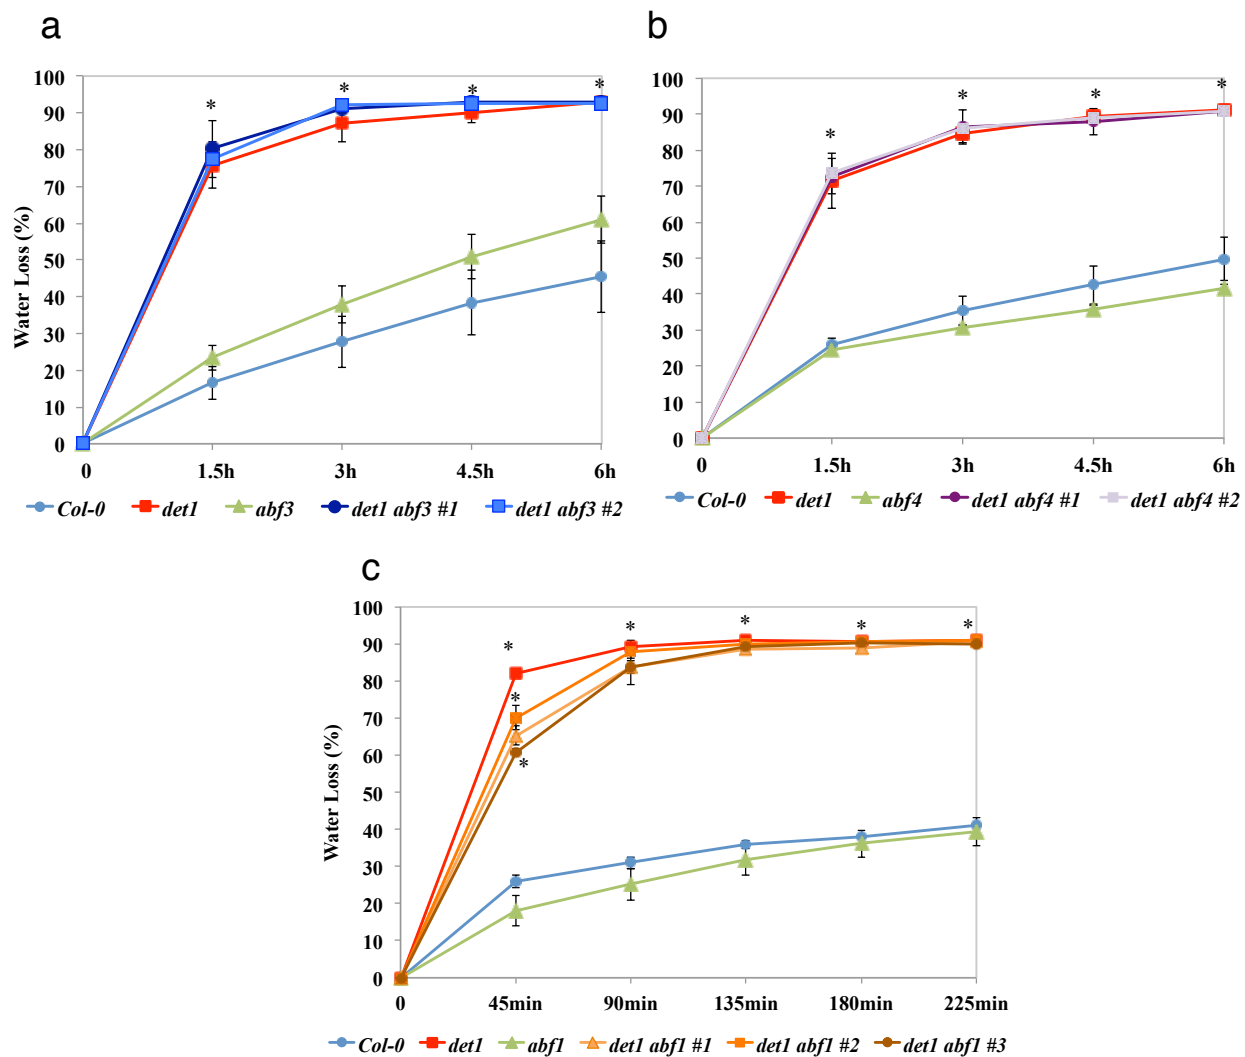 a
100
90
80
70
60
50
40
30
20
10
0
Water Loss (%)
* * * *
0 1.5h 3h 4.5h 6h
Col-0 det1 abf3 det1 abf3 #1 det1 abf3 #2
b
100
90
80
70
60
50
40
30
20
10
0
* * * *
0 1.5h 3h 4.5h 6h
Col-0 det1 abf4 det1 abf4 #1 det1 abf4 #2
c
100
90
80
70
60
50
40
30
20
10
0
Water Loss (%)
* * * * *
*
*
0 45min 90min 135min 180min 225min
Col-0 det1 abf1 det1 abf1 #1 det1 abf1 #2 det1 abf1 #3